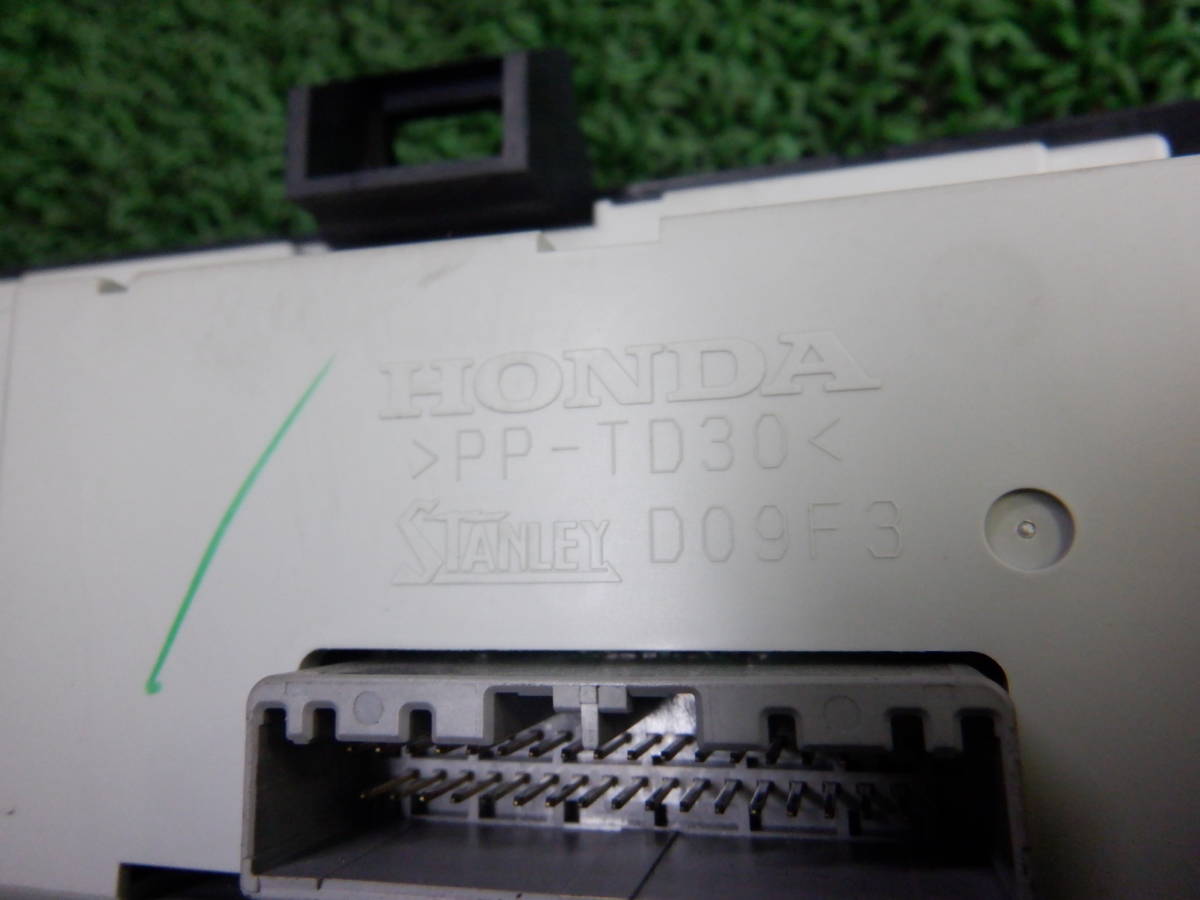 HONDA
>PP-TD30<
STANLEY D09F3